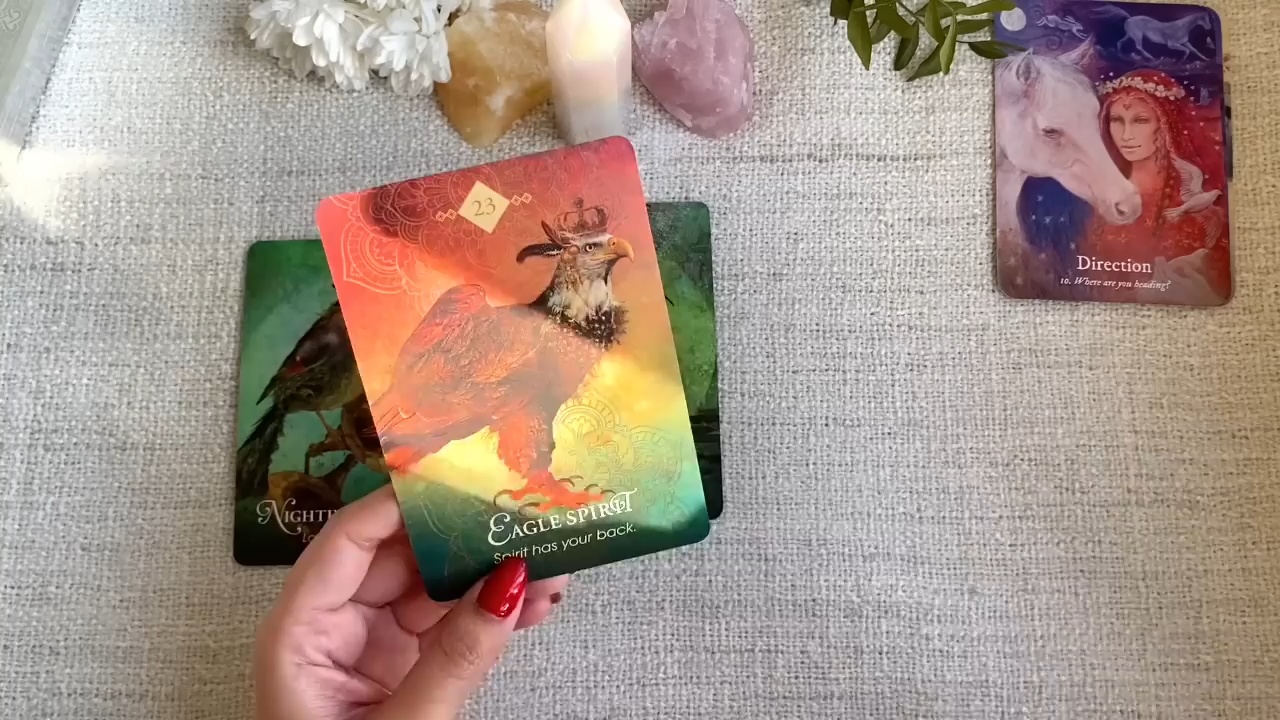 23
EAGLE SPIRIT
Spirit has your back.
Direction
10. Where are you heading?